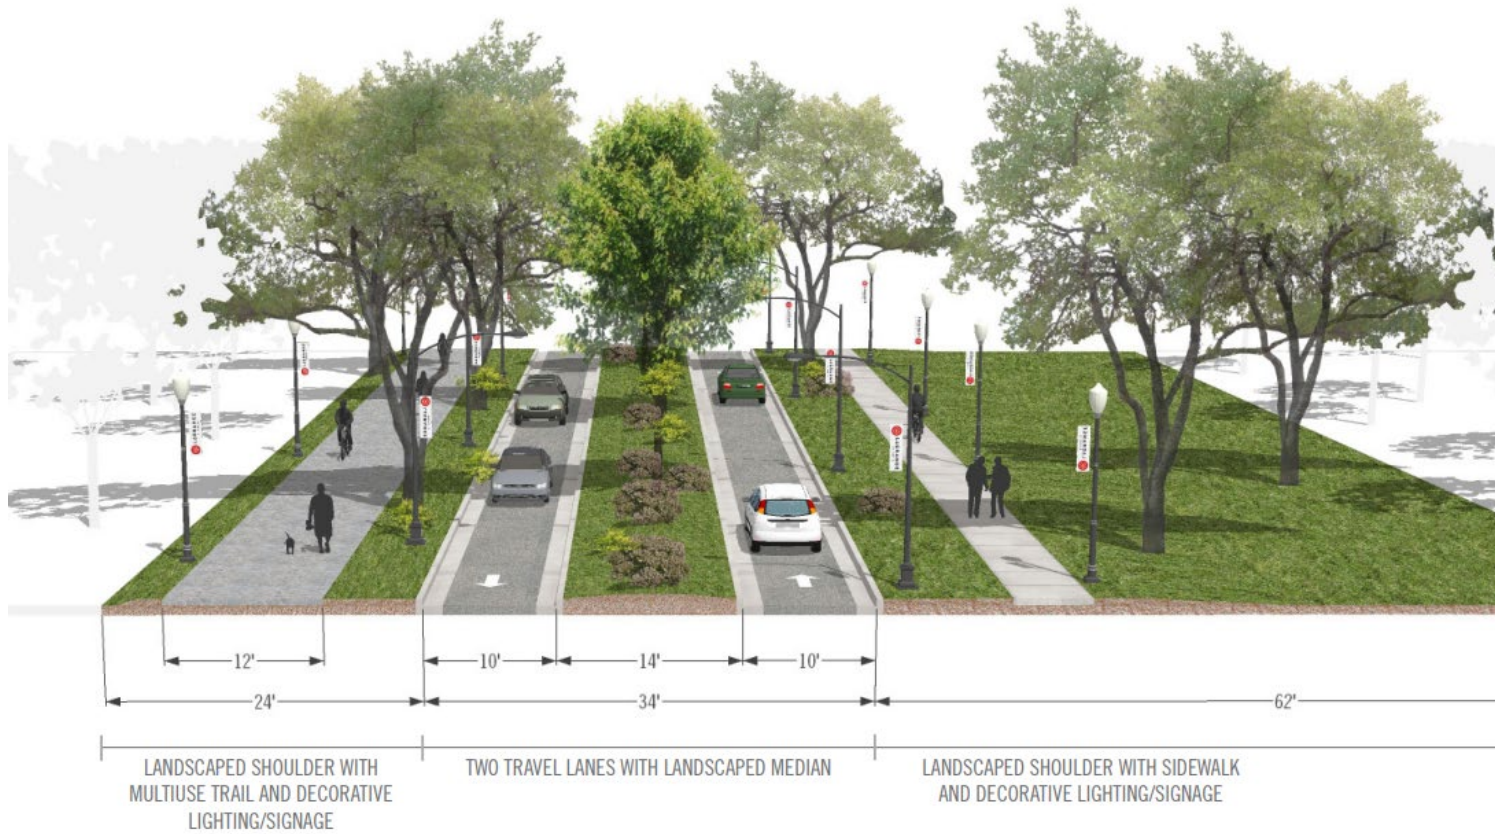 12'
10'
14'
10'
24'
34'
62'
LANDSCAPED SHOULDER WITH
MULTIUSE TRAIL AND DECORATIVE
LIGHTING/SIGNAGE
TWO TRAVEL LANES WITH LANDSCAPED MEDIAN
LANDSCAPED SHOULDER WITH SIDEWALK
AND DECORATIVE LIGHTING/SIGNAGE